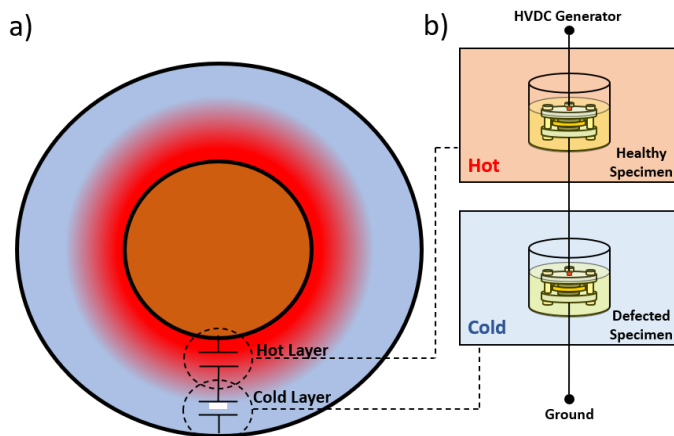 a)
Hot Layer
Cold Layer
b)
HVDC Generator
Hot
Healthy
Specimen
Cold
Defected
Specimen
Ground